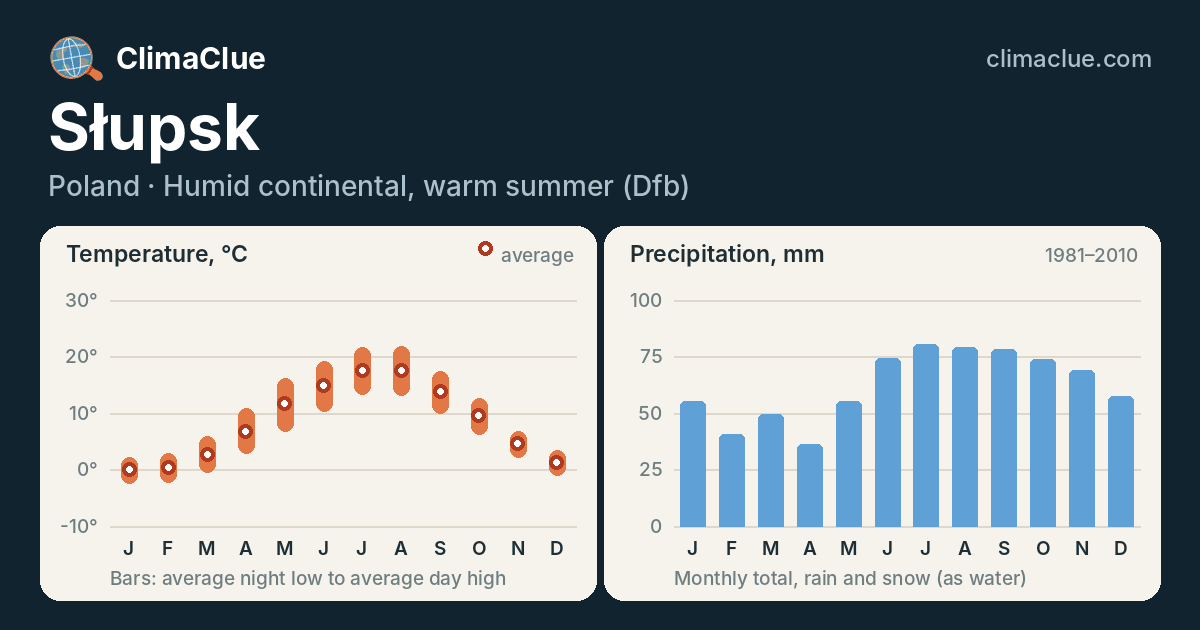 ClimaClue
climaclue.com
Słupsk
Poland · Humid continental, warm summer (Dfb)
Temperature, °C
average
30°
20°
10°
0°
-10°
J F M A M J J A S O N D
Bars: average night low to average day high
Precipitation, mm
1981–2010
100
75
50
25
0
J F M A M J J A S O N D
Monthly total, rain and snow (as water)